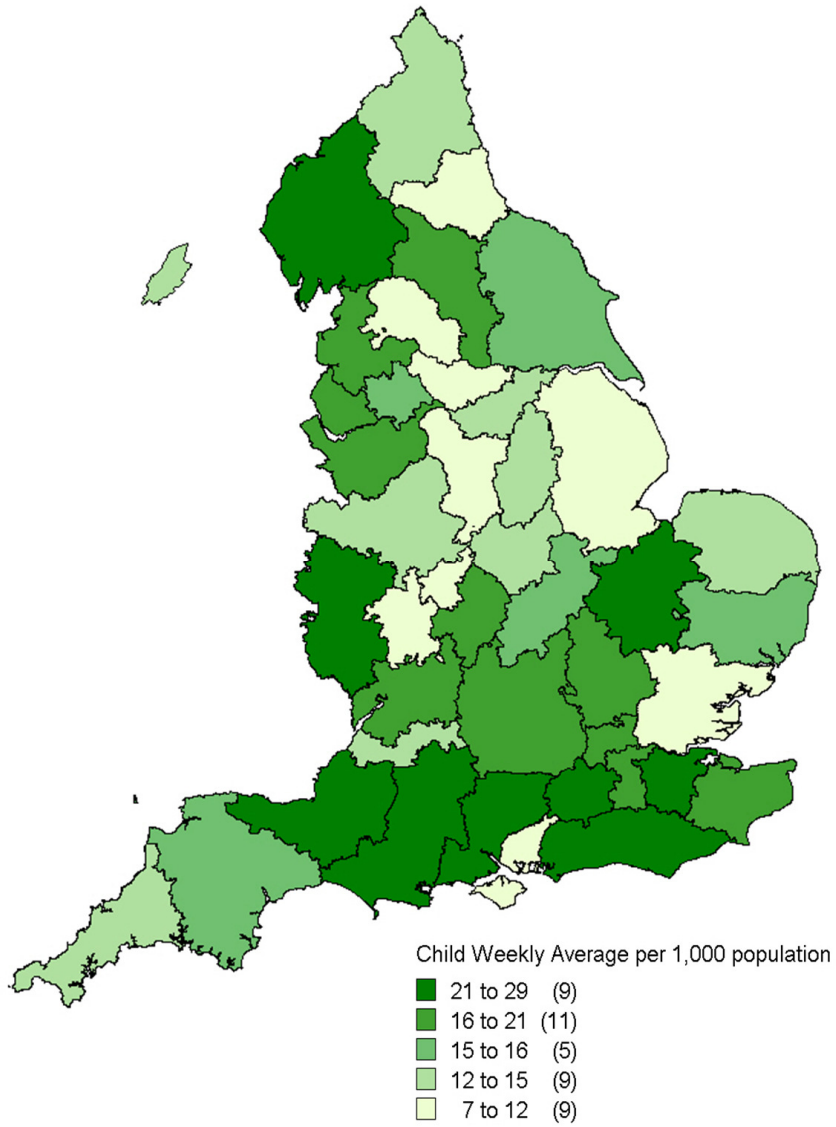 Child Weekly Average per 1,000 population
21 to 29 (9)
16 to 21 (11)
15 to 16 (5)
12 to 15 (9)
7 to 12 (9)